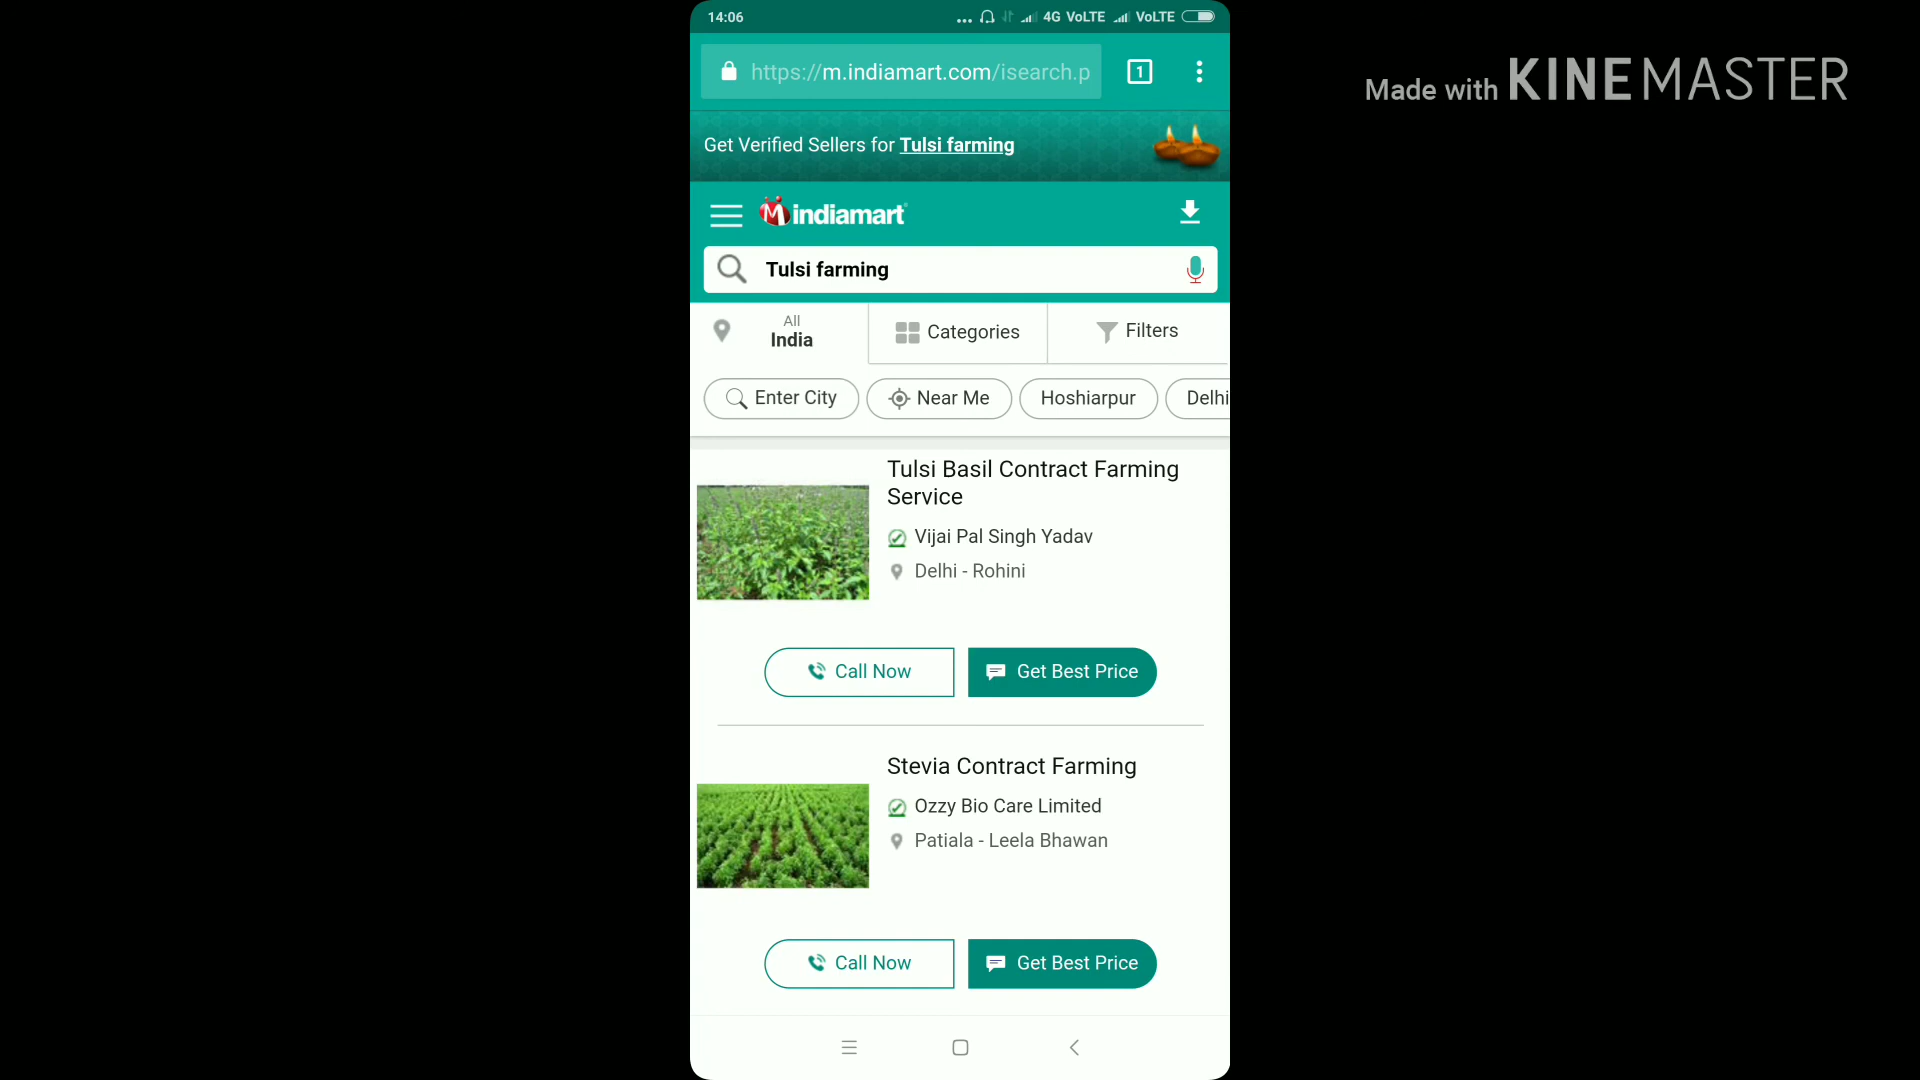 14:06
4G VoLTE VoLTE
https://m.indiamart.com/isearch.p
1
Made with KINEMASTER
Get Verified Sellers for Tulsi farming
M indiamart
Tulsi farming
All
India
Categories
Filters
Enter City
Near Me
Hoshiarpur
Delhi
Tulsi Basil Contract Farming
Service
Vijai Pal Singh Yadav
Delhi - Rohini
Call Now
Get Best Price
Stevia Contract Farming
Ozzy Bio Care Limited
Patiala - Leela Bhawan
Call Now
Get Best Price